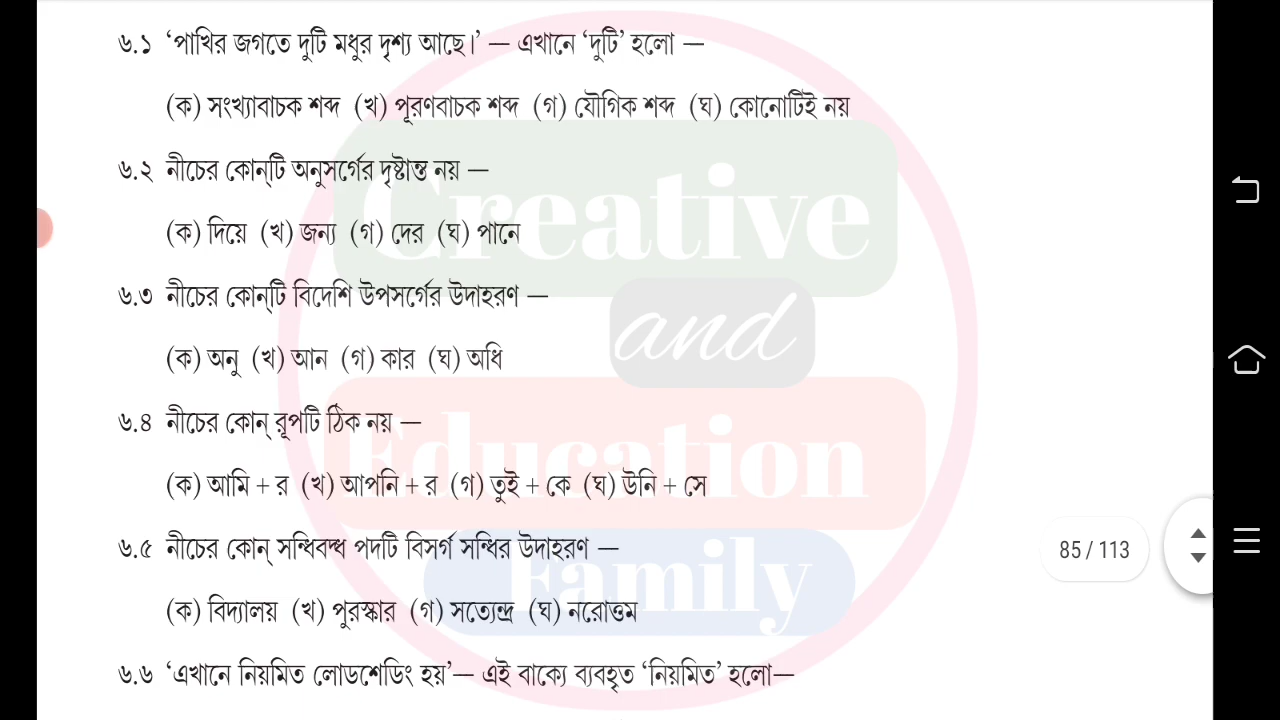 ৬.১ ‘পাখির জগতে দুটি মধুর দৃশ্য আছে।’ — এখানে ‘দুটি’ হলো —
(ক) সংখ্যাবাচক শব্দ (খ) পূরণবাচক শব্দ (গ) যৌগিক শব্দ (ঘ) কোনোটিই নয়
৬.২ নীচের কোন্‌টি অনুসর্গের দৃষ্টান্ত নয় —
(ক) দিয়ে (খ) জন্য (গ) দের (ঘ) পানে
৬.৩ নীচের কোন্‌টি বিদেশি উপসর্গের উদাহরণ —
(ক) অনু (খ) আন (গ) কার (ঘ) অধি
৬.৪ নীচের কোন্ রূপটি ঠিক নয় —
(ক) আমি + র (খ) আপনি + র (গ) তুই + কে (ঘ) উনি + সে
৬.৫ নীচের কোন্ সন্ধিবদ্ধ পদটি বিসর্গ সন্ধির উদাহরণ —
85 / 113
(ক) বিদ্যালয় (খ) পুরস্কার (গ) সত্যেন্দ্র (ঘ) নরোত্তম
৬.৬ ‘এখানে নিয়মিত লোডশেডিং হয়’— এই বাক্যে ব্যবহৃত ‘নিয়মিত’ হলো—
Creative
and
Education
Family